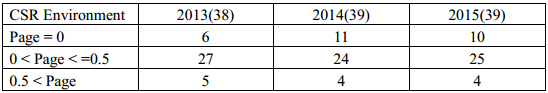 CSR Environment 2013(38) 2014(39) 2015(39)
Page = 0 6 11 10
0 < Page < =0.5 27 24 25
0.5 < Page 5 4 4